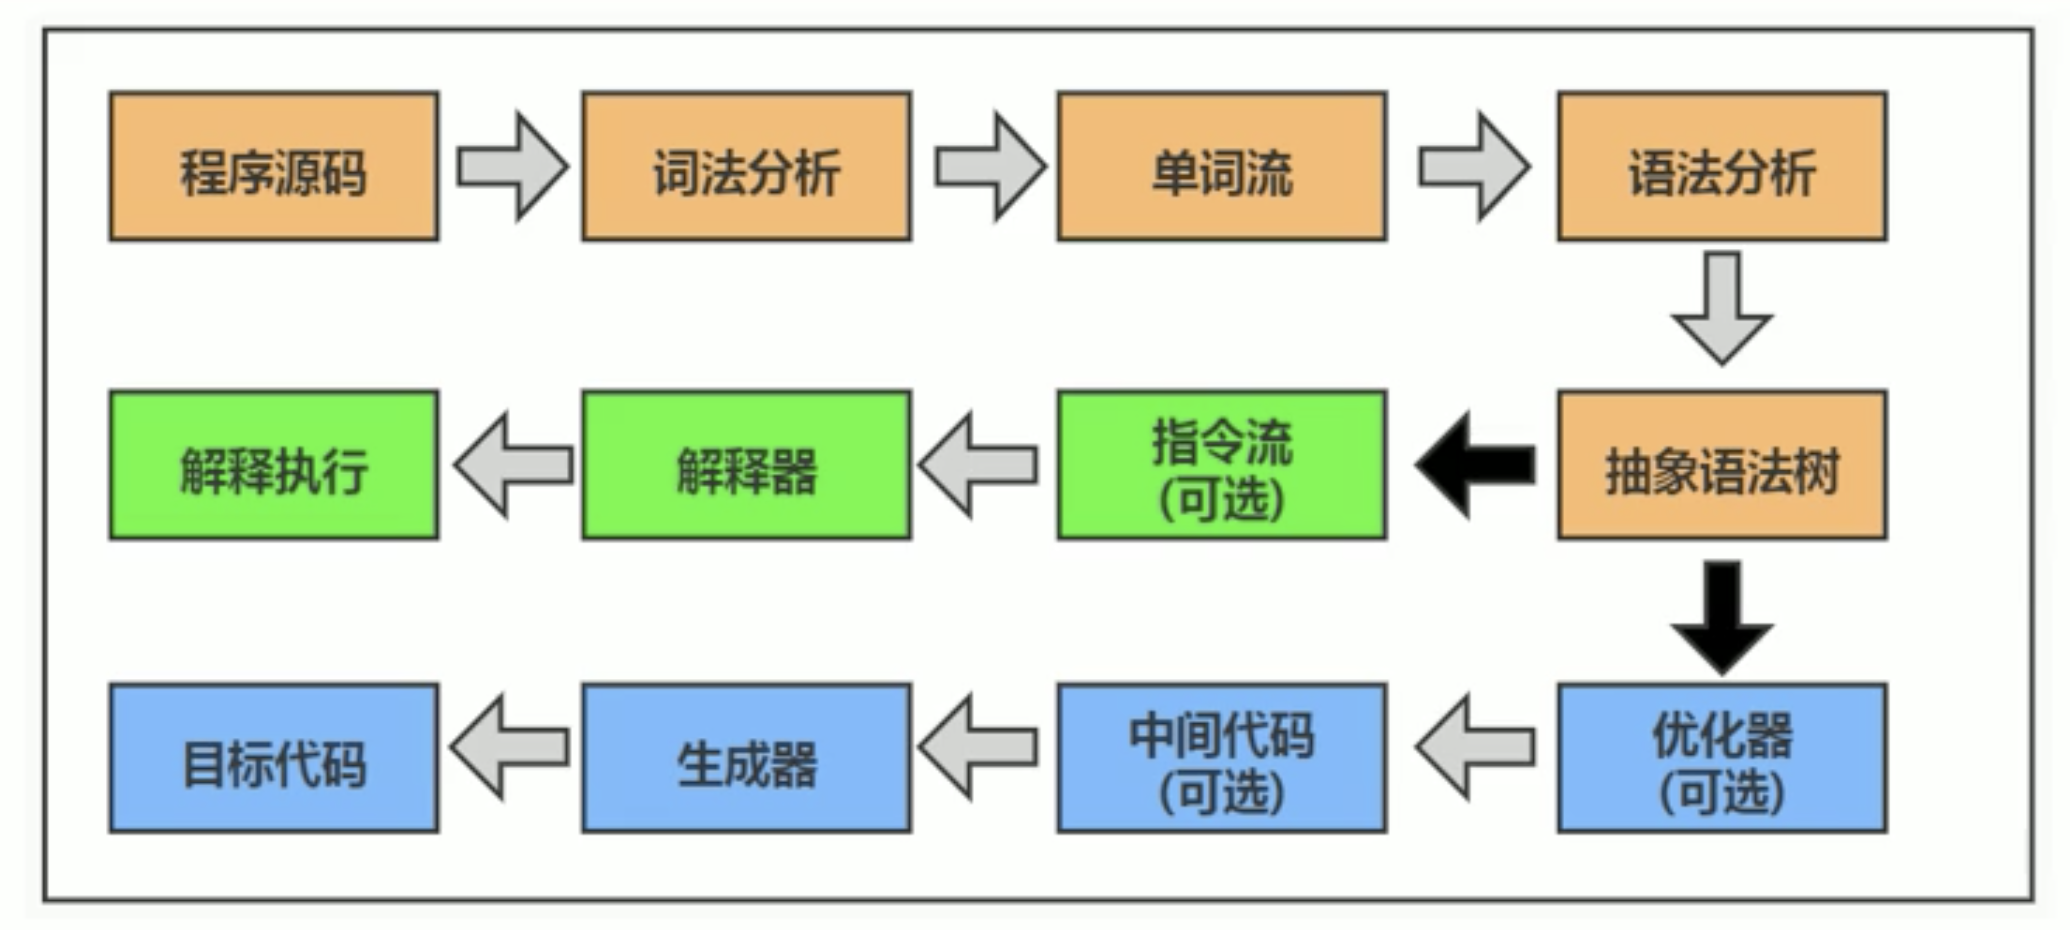 程序源码
词法分析
单词流
语法分析
解释执行
解释器
指令流
(可选)
抽象语法树
目标代码
生成器
中间代码
(可选)
优化器
(可选)